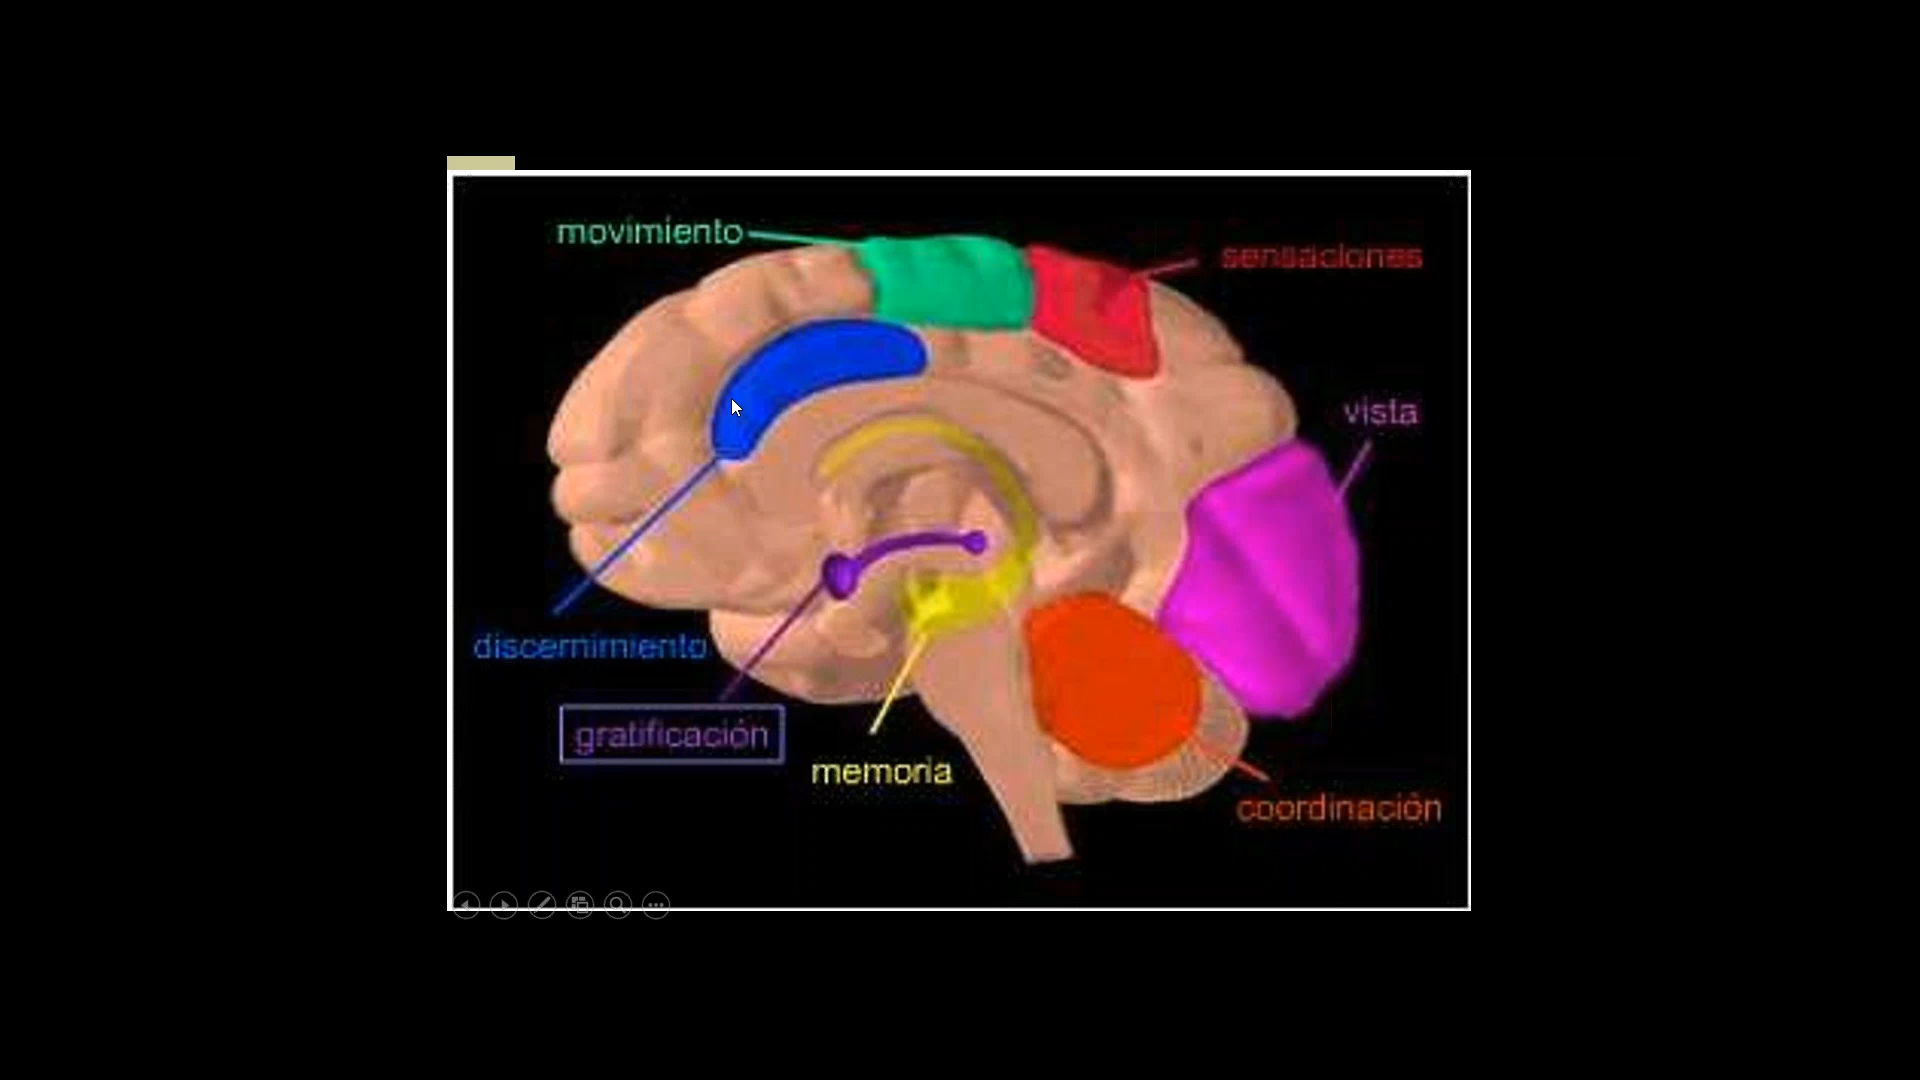 movimiento
sensaciones
vista
discernimiento
gratificación
memoria
coordinación